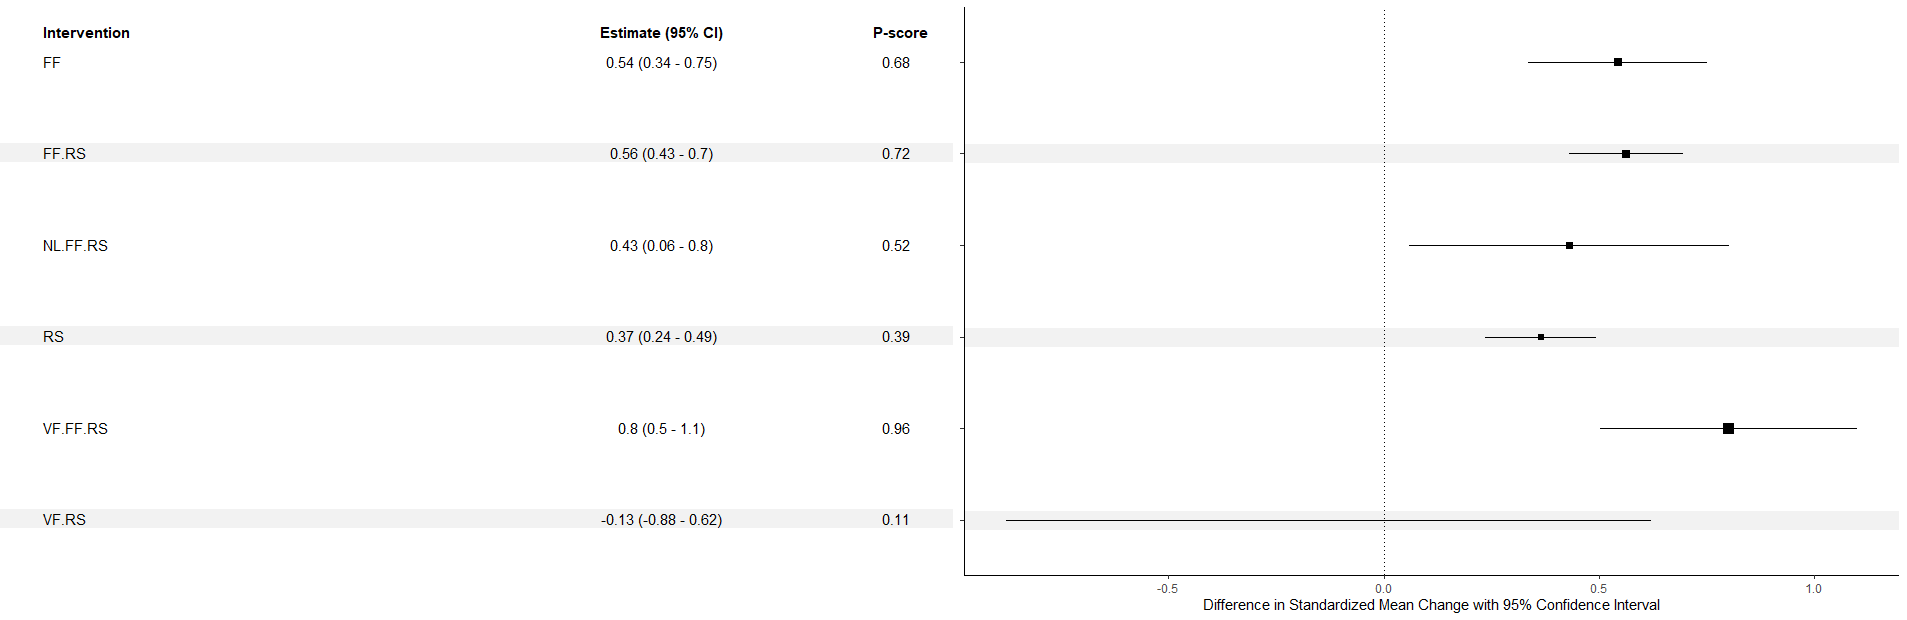 Intervention Estimate (95% CI) P-score
FF 0.54 (0.34 - 0.75) 0.68
FF.RS 0.56 (0.43 - 0.7) 0.72
NL.FF.RS 0.43 (0.06 - 0.8) 0.52
RS 0.37 (0.24 - 0.49) 0.39
VF.FF.RS 0.8 (0.5 - 1.1) 0.96
VF.RS -0.13 (-0.88 - 0.62) 0.11
-0.5 0.0 0.5 1.0
Difference in Standardized Mean Change with 95% Confidence Interval